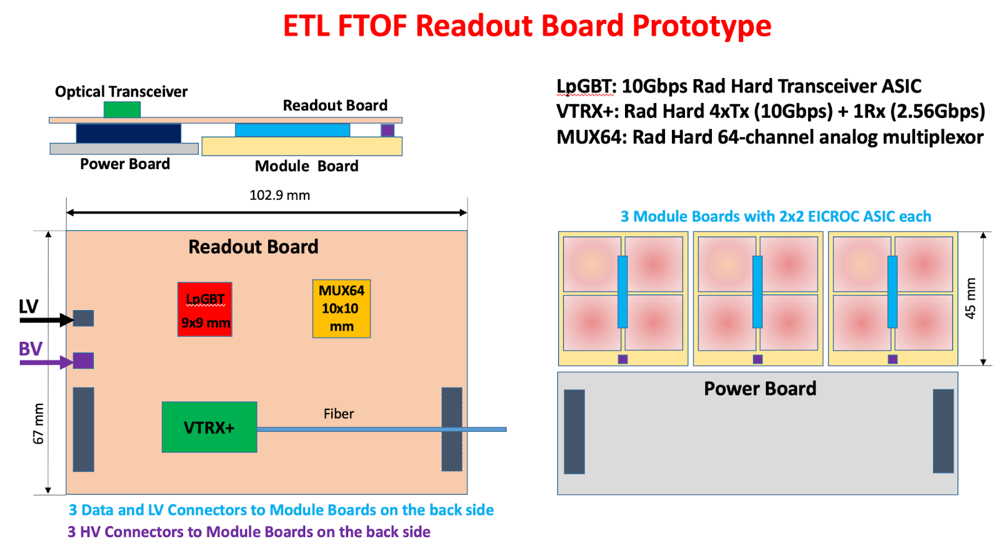 ETL FTOF Readout Board Prototype
Optical Transceiver
Readout Board
Power Board
Module Board
LpGBT: 10Gbps Rad Hard Transceiver ASIC
VTRX+: Rad Hard 4xTx (10Gbps) + 1Rx (2.56Gbps)
MUX64: Rad Hard 64-channel analog multiplexor
102.9 mm
Readout Board
LpGBT
9x9 mm
MUX64
10x10
mm
LV
BV
67 mm
VTRX+
Fiber
3 Data and LV Connectors to Module Boards on the back side
3 HV Connectors to Module Boards on the back side
3 Module Boards with 2x2 EICROC ASIC each
45 mm
Power Board